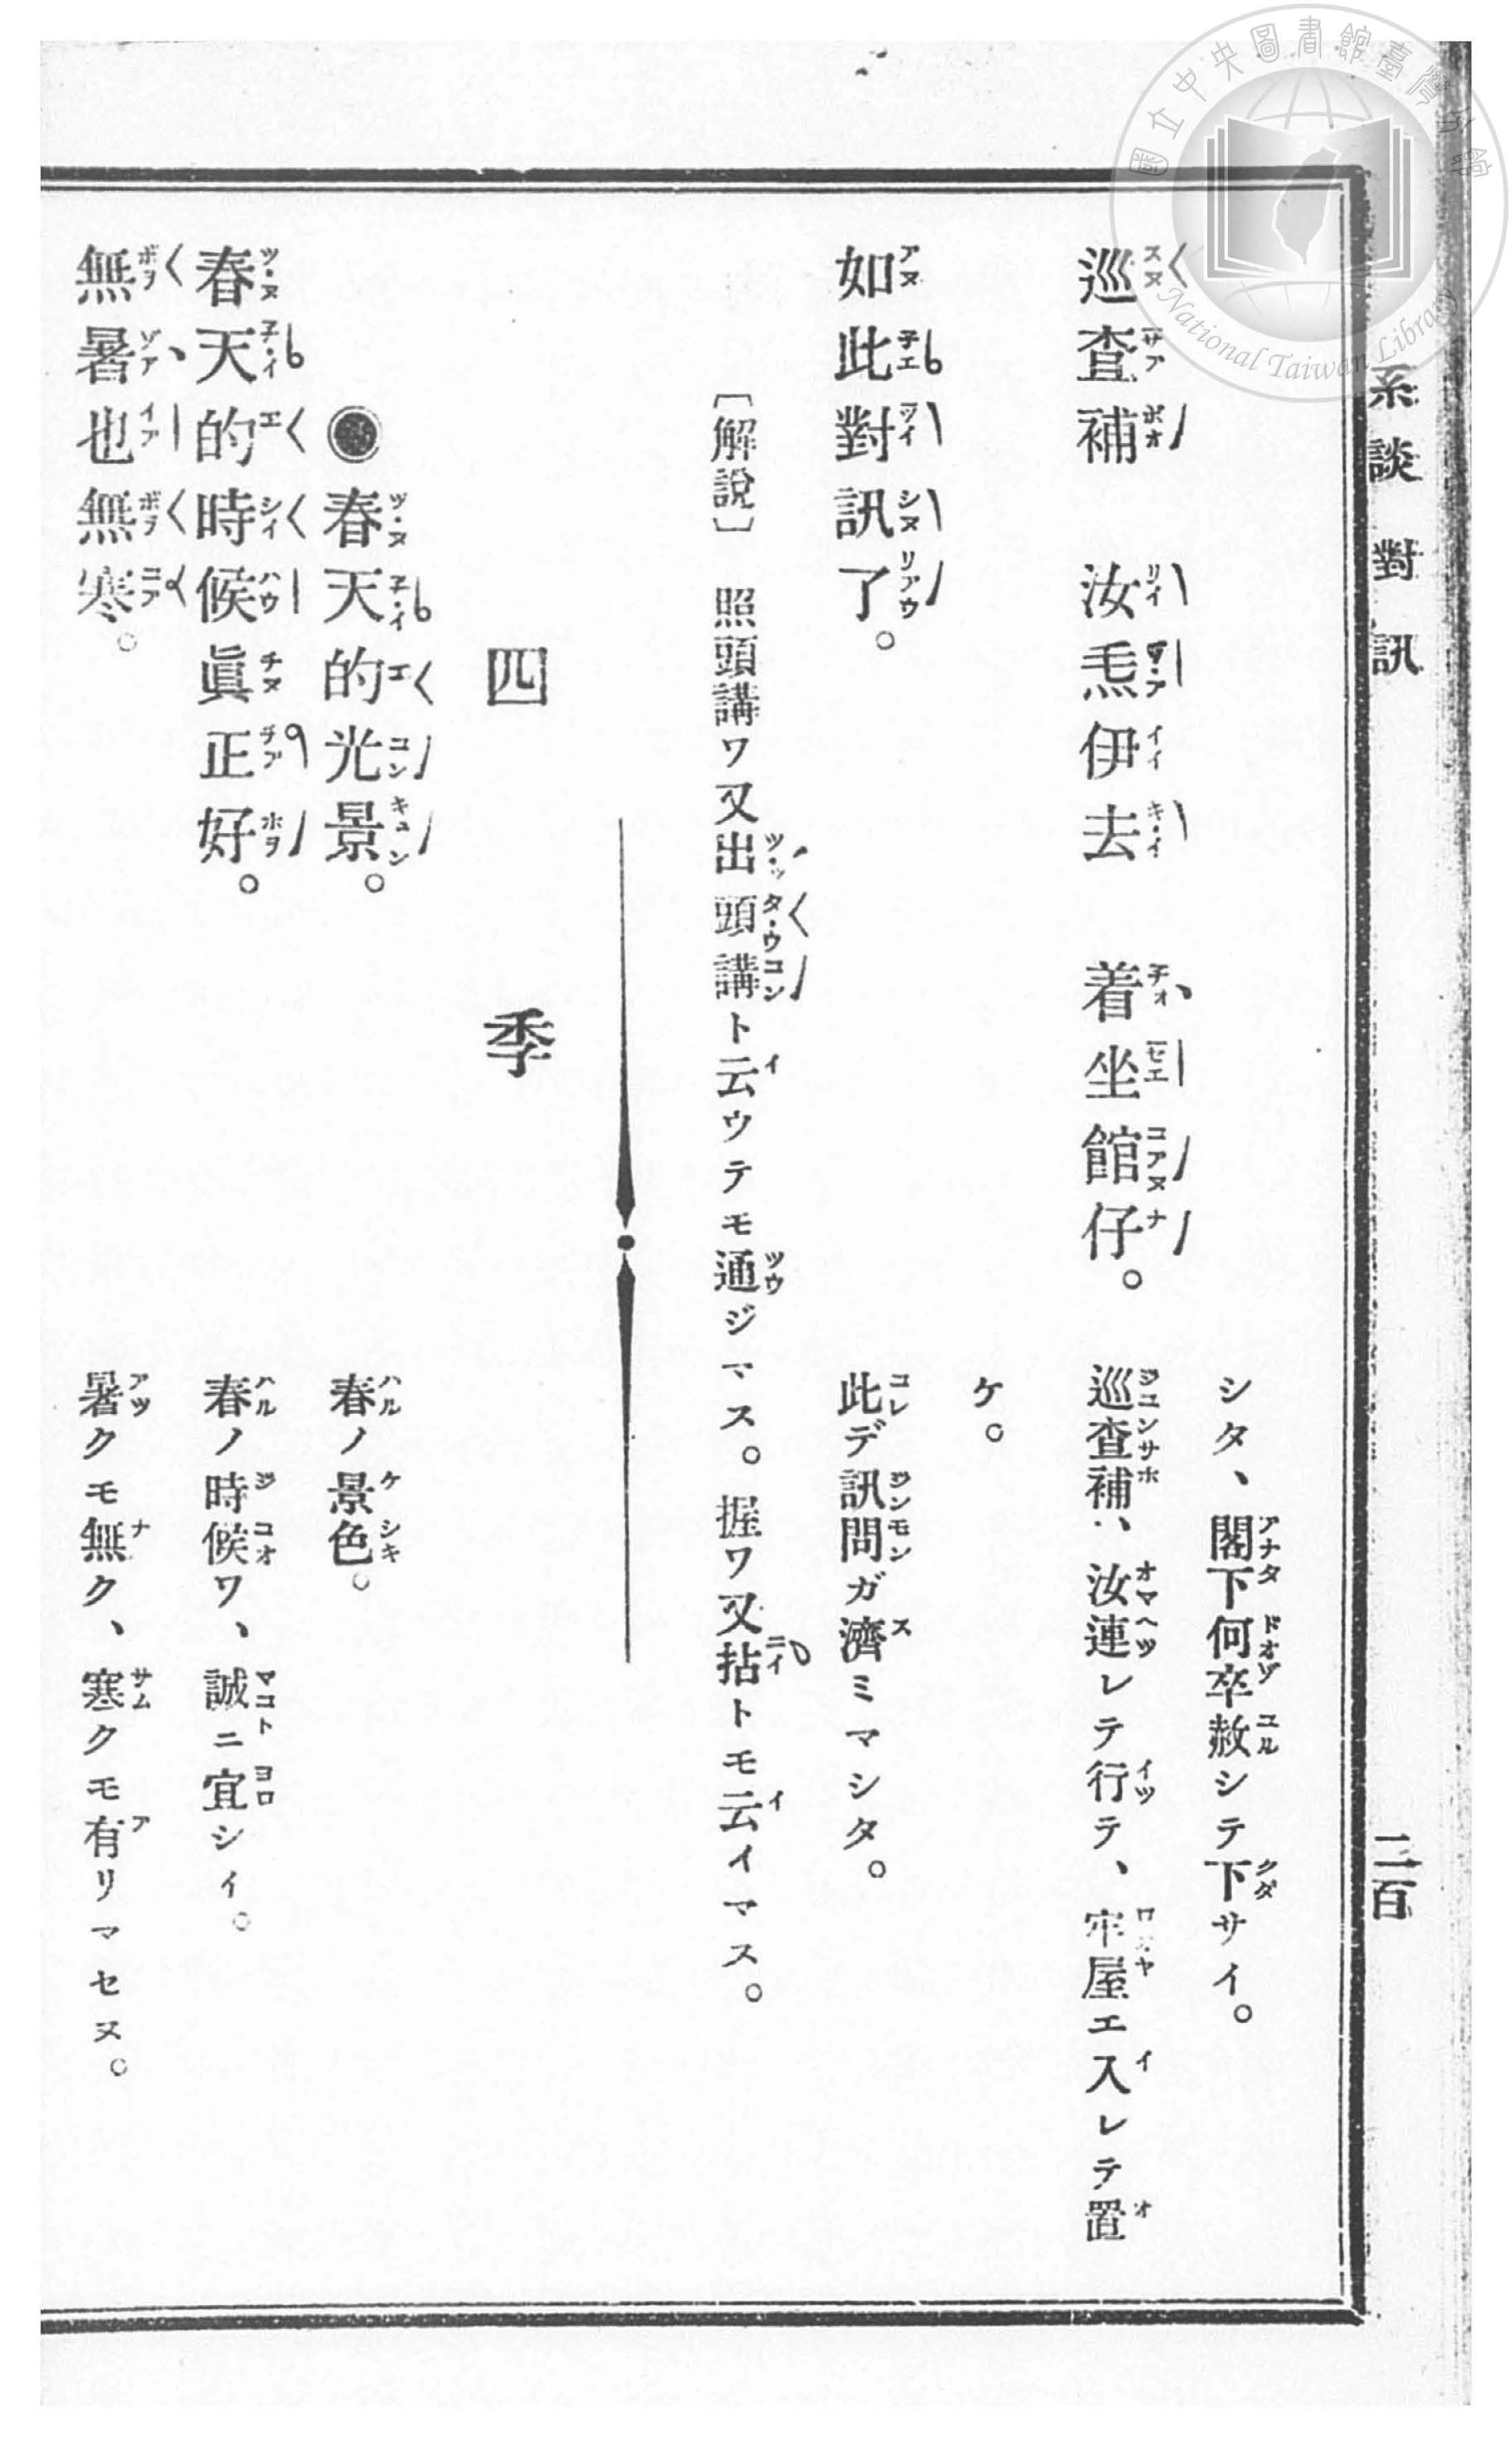 國立中央圖書館臺灣分館
National Taiwan Library
系談 對訊 二百
シタ、閣下何卒赦シテ下サイ。
巡査補 汝炁伊去 着坐館仔。
巡査補、汝連レテ行テ、牢屋エ入レテ置
ケ。
如此對訊了。
此デ訊問ガ濟ミマシタ。
〔解說〕 照頭講ワ又出頭講ト云ウテモ通ジマス。握ワ又拈トモ云イマス。
四 季
◉春天的光景。
春ノ景色。
春天的時候眞正好。
春ノ時候ワ、誠ニ宜シイ。
無暑也無寒。
暑クモ無ク、寒クモ有リマセヌ。